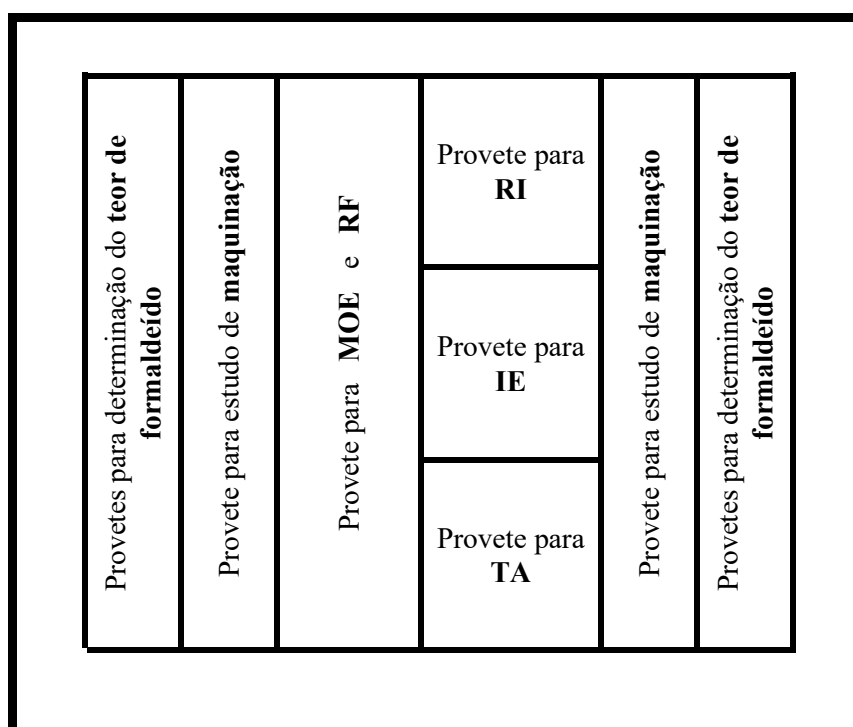 Provetes para determinação do teor de
formaldeído
Provete para estudo de maquinação
Provete para MOE e RF
Provete para
RI
Provete para
IE
Provete para
TA
Provete para estudo de maquinação
Provetes para determinação do teor de
formaldeído